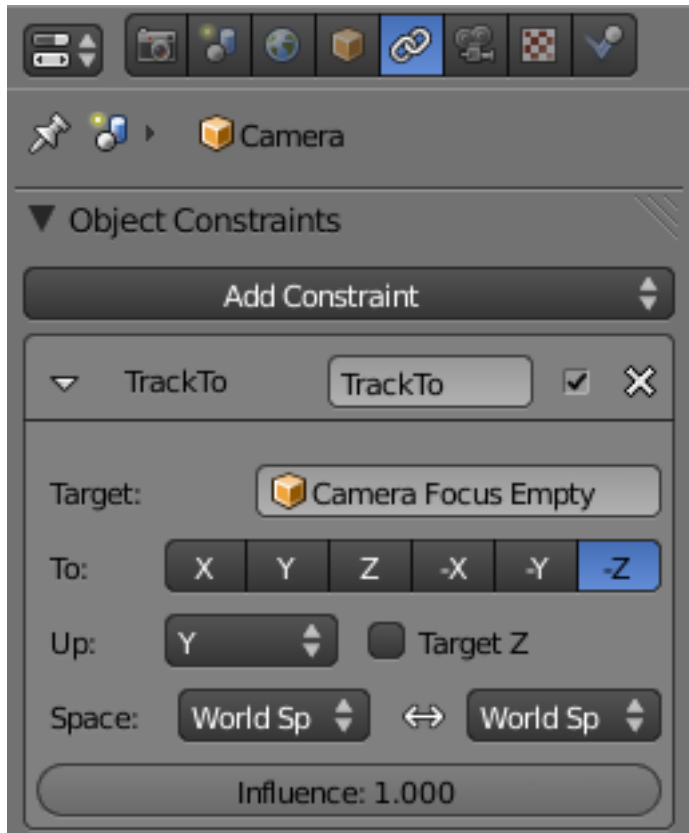 Camera
Object Constraints
Add Constraint
TrackTo TrackTo
Target: Camera Focus Empty
To: X Y Z -X -Y -Z
Up: Y Target Z
Space: World Sp World Sp
Influence: 1.000